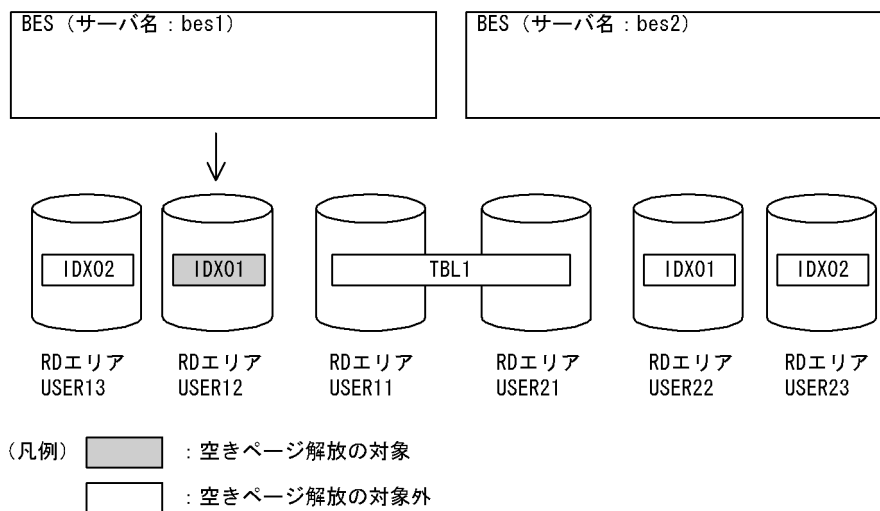 BES（サーバ名：bes1）
BES（サーバ名：bes2）
IDX02
IDX01
TBL1
IDX01
IDX02
RDエリア
USER13
RDエリア
USER12
RDエリア
USER11
RDエリア
USER21
RDエリア
USER22
RDエリア
USER23
（凡例）
：空きページ解放の対象
：空きページ解放の対象外